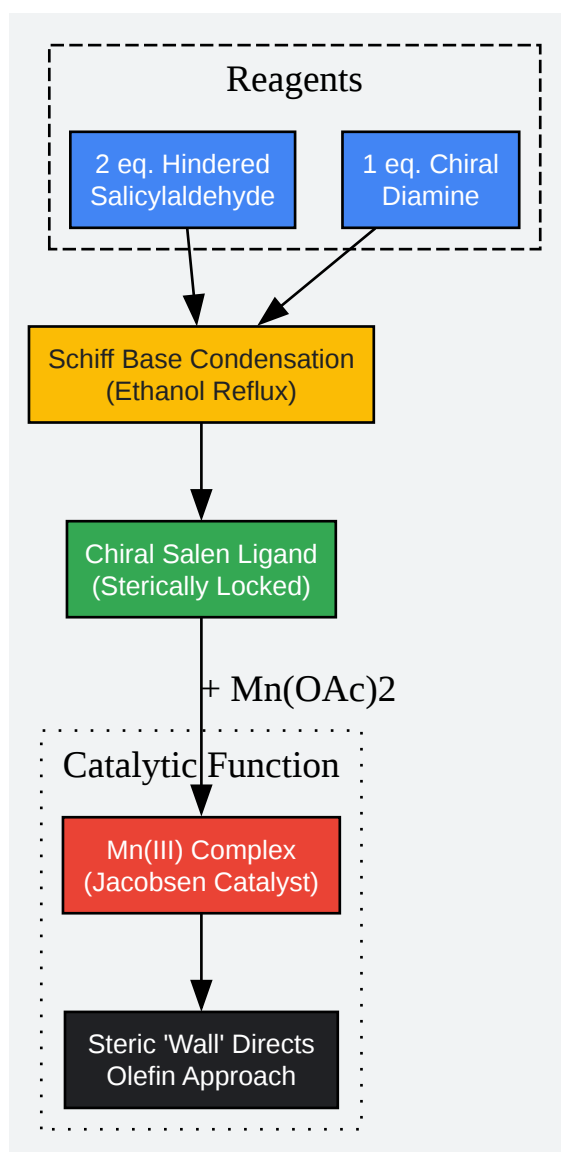 Reagents
2 eq. Hindered
Salicylaldehyde
1 eq. Chiral
Diamine
Schiff Base Condensation
(Ethanol Reflux)
Chiral Salen Ligand
(Sterically Locked)
+ Mn(OAc)2
Catalytic Function
Mn(III) Complex
(Jacobsen Catalyst)
Steric 'Wall' Directs
Olefin Approach